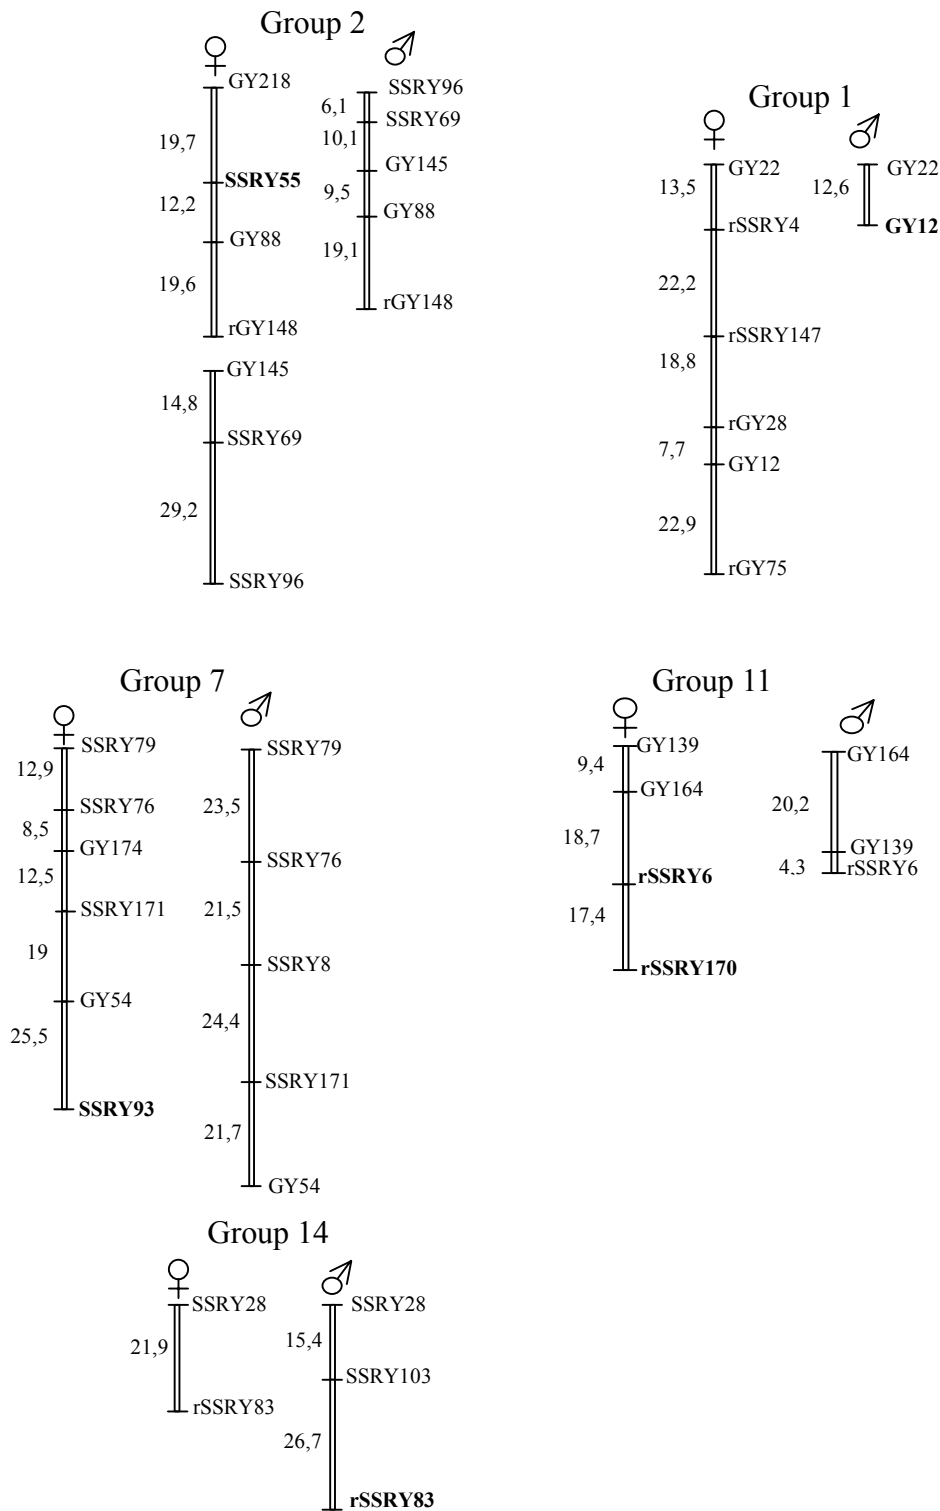 Group 2
♀
GY218
19,7
SSRY55
12,2
GY88
19,6
rGY148
GY145
14,8
SSRY69
29,2
SSRY96
♂
SSRY96
6,1
SSRY69
10,1
GY145
9,5
GY88
19,1
rGY148
Group 1
♀
GY22
13,5
rSSRY4
22,2
rSSRY147
18,8
rGY28
7,7
GY12
22,9
rGY75
♂
GY22
12,6
GY12
Group 7
♀
SSRY79
12,9
SSRY76
8,5
GY174
12,5
SSRY171
19
GY54
25,5
SSRY93
♂
SSRY79
23,5
SSRY76
21,5
SSRY8
24,4
SSRY171
21,7
GY54
Group 11
♀
GY139
9,4
GY164
18,7
rSSRY6
17,4
rSSRY170
♂
GY164
20,2
GY139
4.3
rSSRY6
Group 14
♀
SSRY28
21,9
rSSRY83
♂
SSRY28
15,4
SSRY103
26,7
rSSRY83